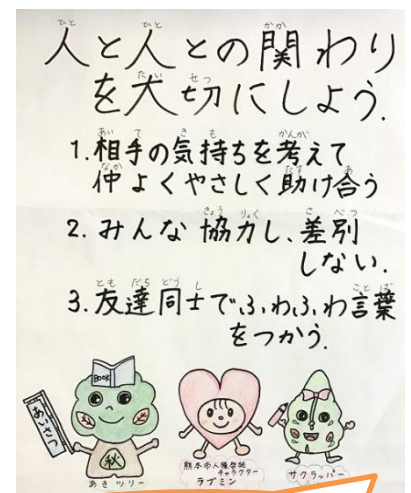 人と人との関わり
を大切にしよう.
1.相手の気持ちを考えて
仲よくやさしく助け合う
2.みんな協力し、差別
しない.
3.友達同士でふわふわ言葉
をつかう.
BOOK
あいさつ
秋
あきツリー
熊本市人権啓発
キャラクター
ラブミン
サクラッパー